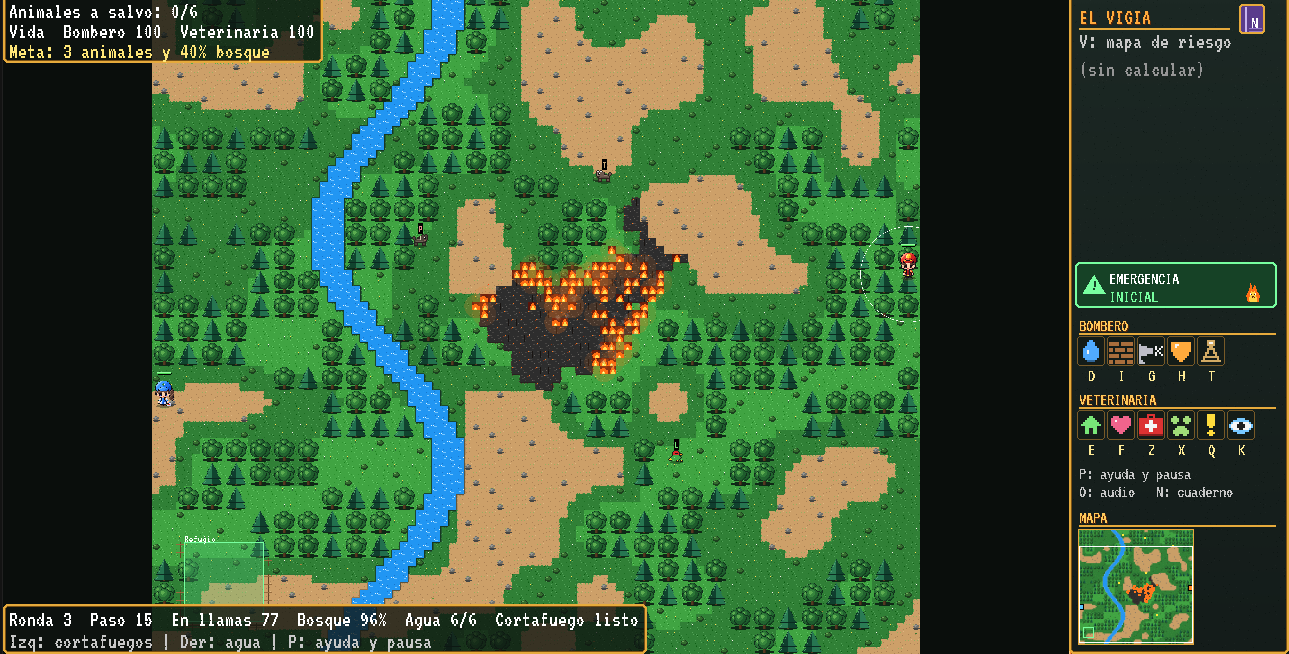 Animales a salvo: 0/6
Vida Bombero 100 Veterinaria 100
Meta: 3 animales y 40% bosque
EL VIGIA
N
V: mapa de riesgo
(sin calcular)
T
P
EMERGENCIA
INICIAL
BOMBERO
D I G H T
VETERINARIA
E F Z X Q K
L
P: ayuda y pausa
O: audio N: cuaderno
MAPA
Refugio
Ronda 3 Paso 15 En llamas 77 Bosque 96% Agua 6/6 Cortafuego listo
Izq: cortafuegos | Der: agua | P: ayuda y pausa